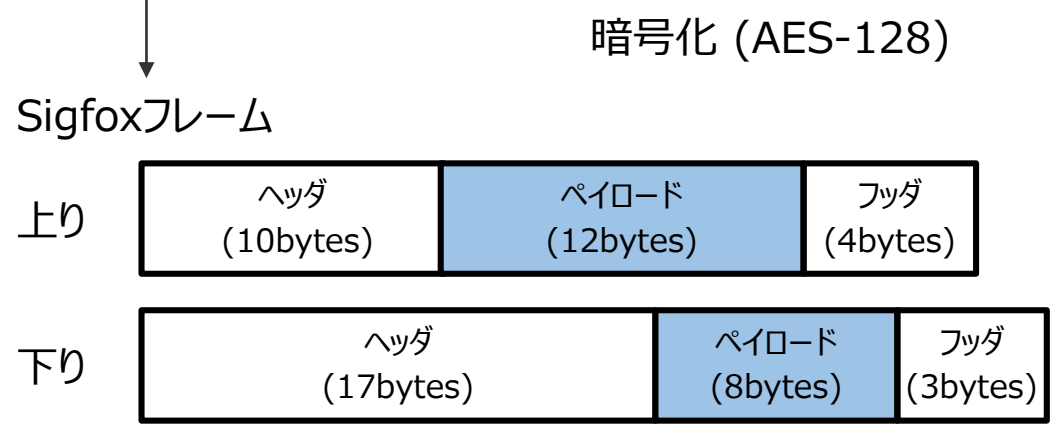 暗号化 (AES-128)
Sigfoxフレーム
上り
ヘッダ
(10bytes)
ペイロード
(12bytes)
フッダ
(4bytes)
下り
ヘッダ
(17bytes)
ペイロード
(8bytes)
フッダ
(3bytes)